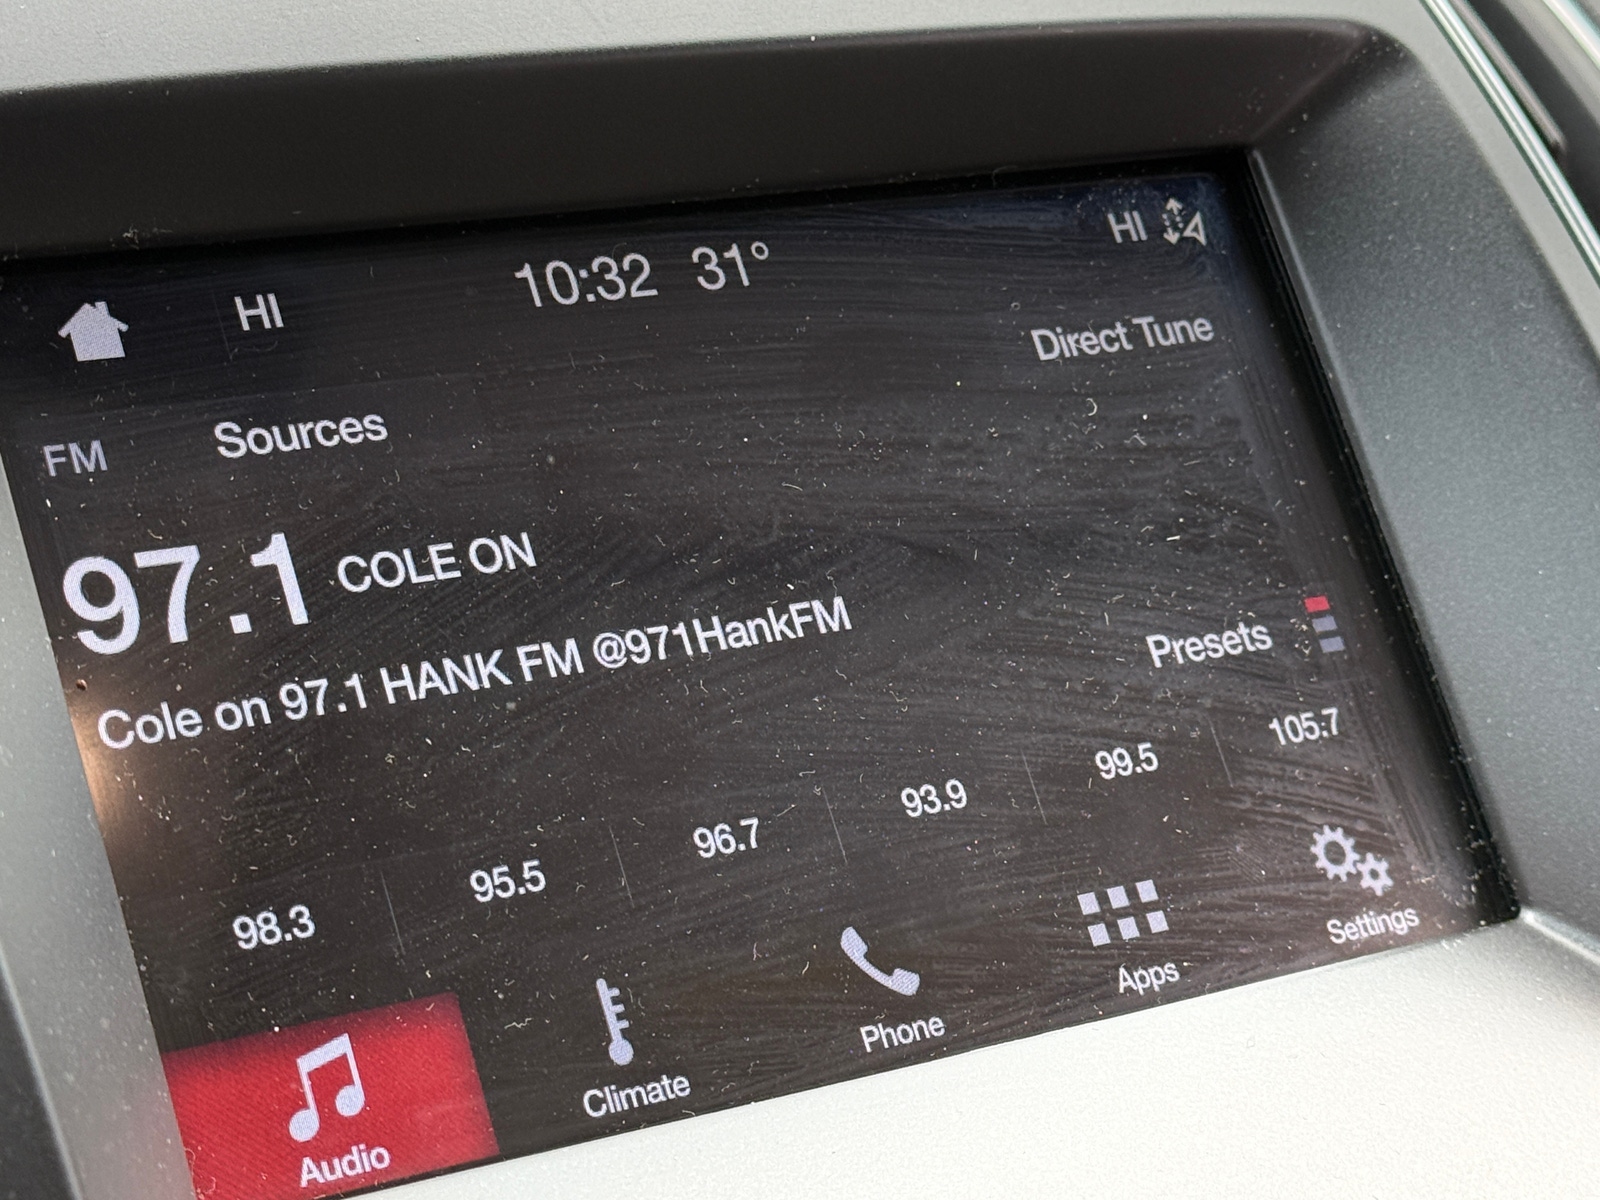 HI 10:32 31° HI
Direct Tune
FM Sources
97.1 COLE ON
Cole on 97.1 HANK FM @971HankFM
Presets
98.3 95.5 96.7 93.9 99.5 105.7
Audio Climate Phone Apps Settings